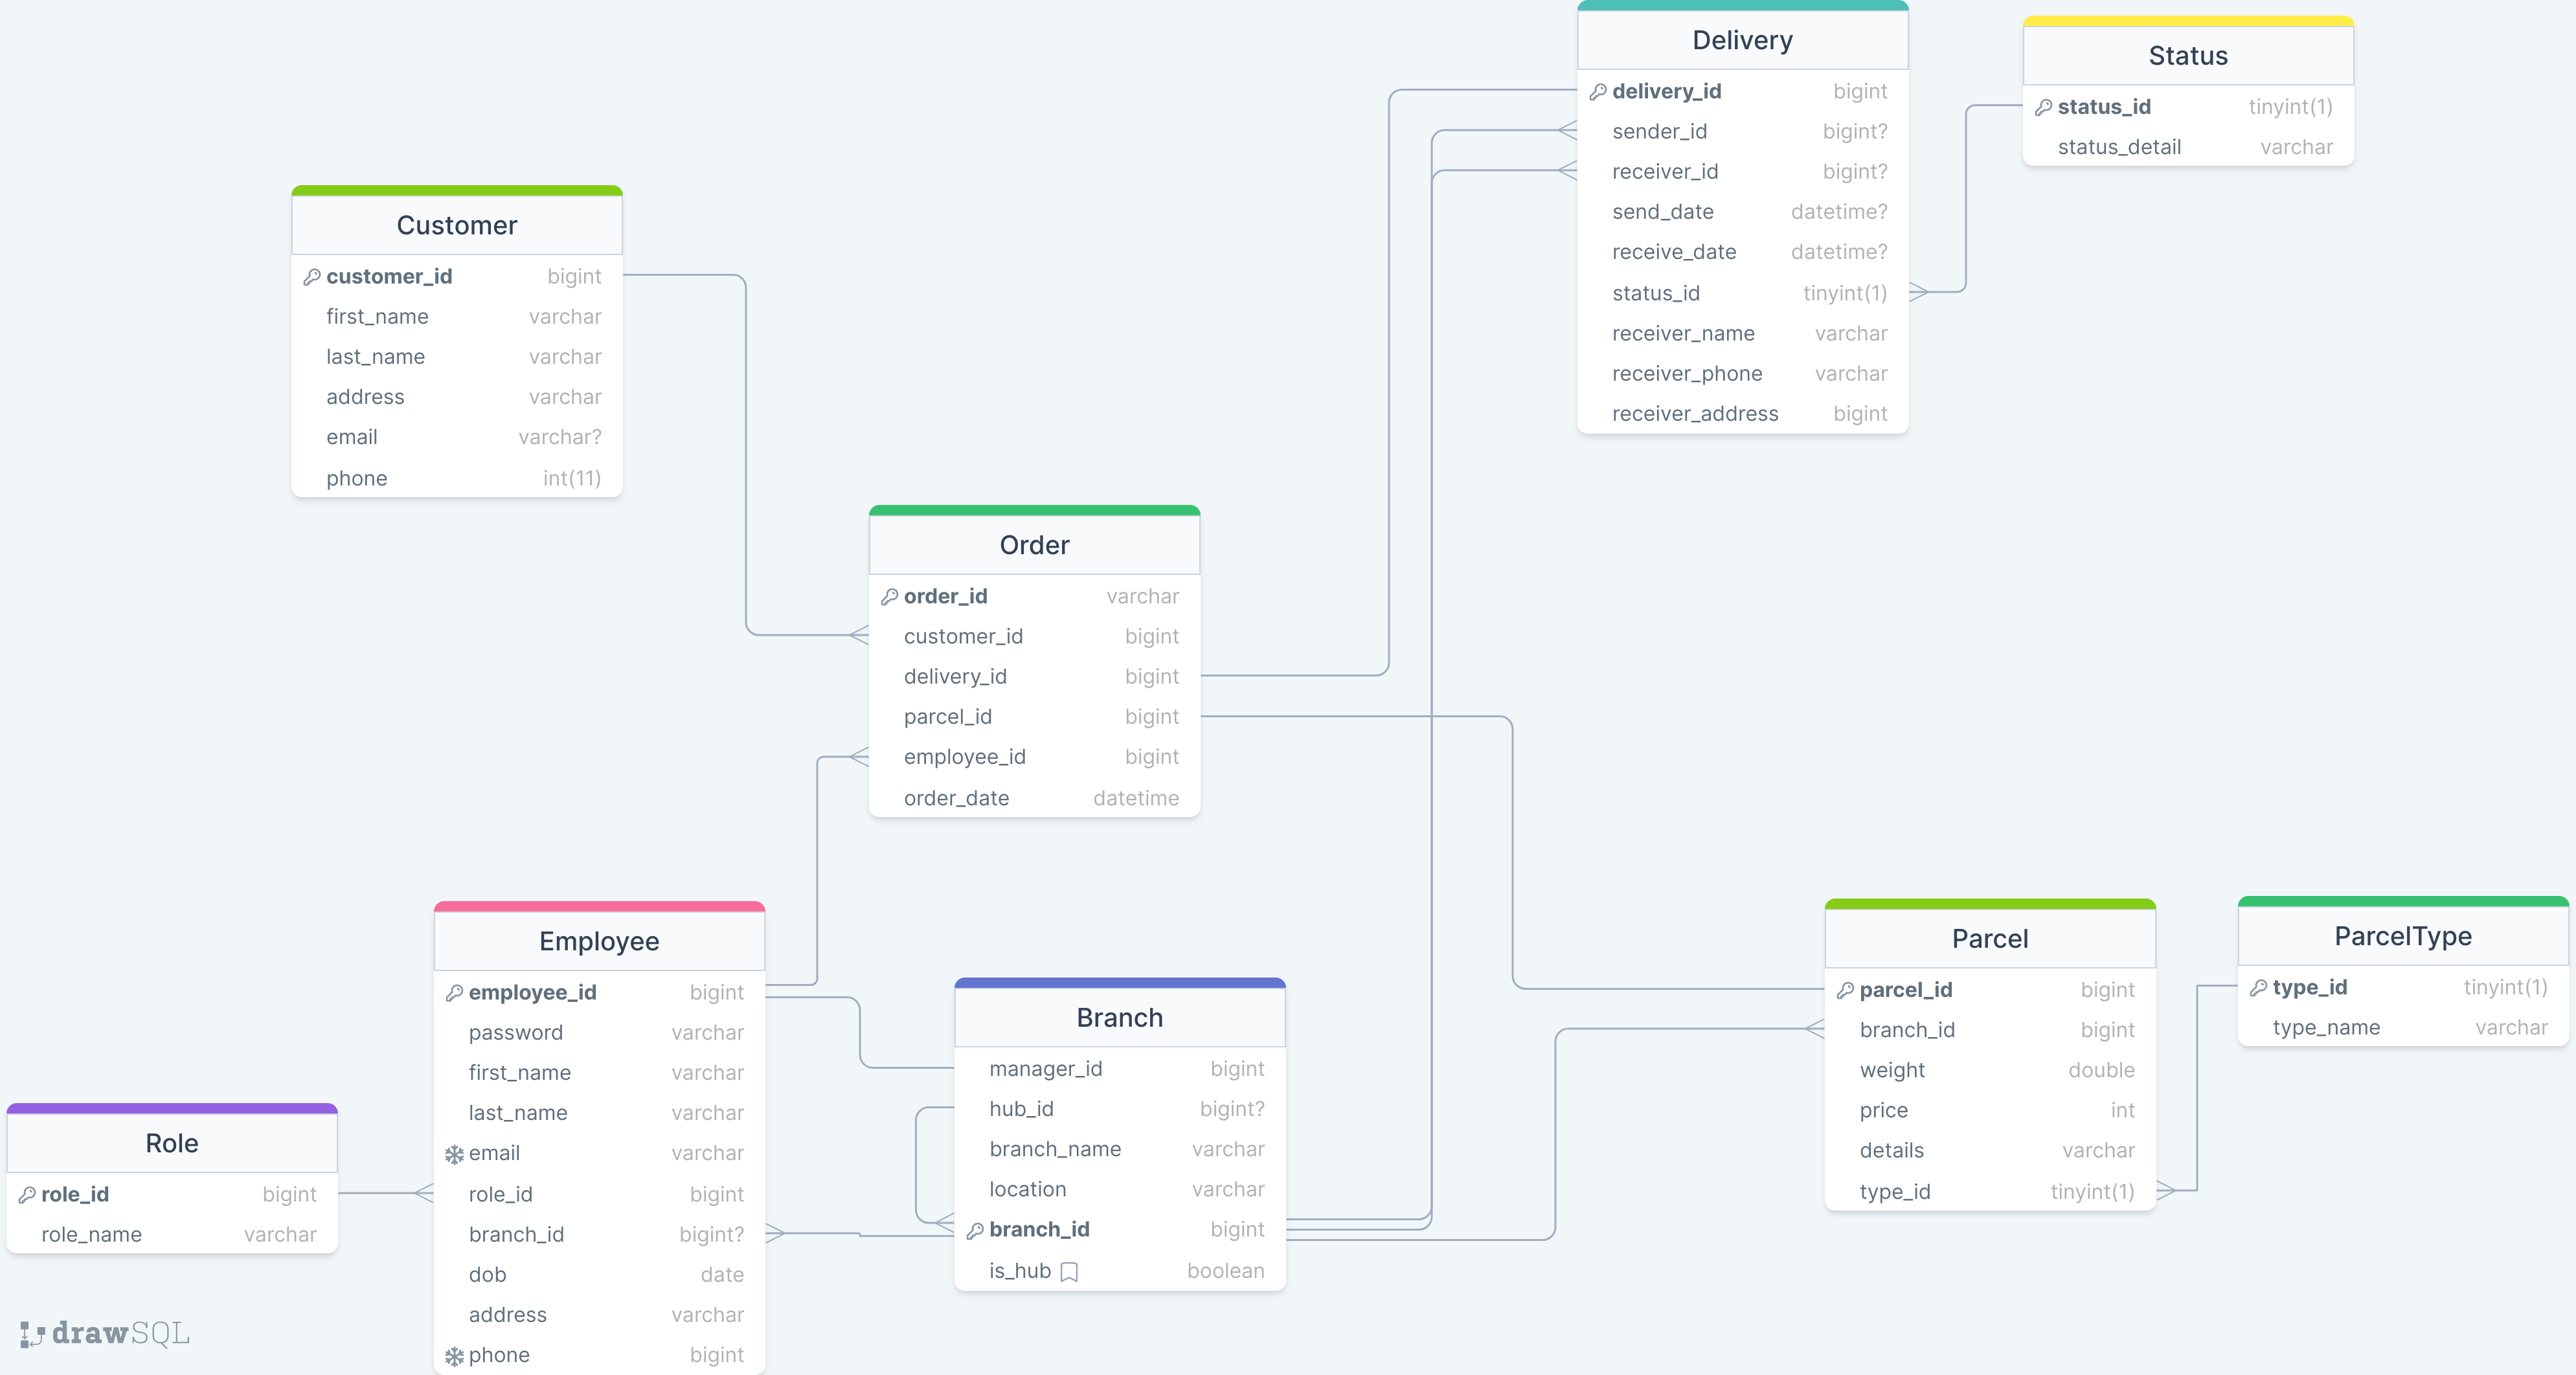 Delivery
delivery_id bigint
sender_id bigint?
receiver_id bigint?
send_date datetime?
receive_date datetime?
status_id tinyint(1)
receiver_name varchar
receiver_phone varchar
receiver_address bigint
Status
status_id tinyint(1)
status_detail varchar
Customer
customer_id bigint
first_name varchar
last_name varchar
address varchar
email varchar?
phone int(11)
Order
order_id varchar
customer_id bigint
delivery_id bigint
parcel_id bigint
employee_id bigint
order_date datetime
Employee
employee_id bigint
password varchar
first_name varchar
last_name varchar
email varchar
role_id bigint
branch_id bigint?
dob date
address varchar
phone bigint
Branch
manager_id bigint
hub_id bigint?
branch_name varchar
location varchar
branch_id bigint
is_hub boolean
Parcel
parcel_id bigint
branch_id bigint
weight double
price int
details varchar
type_id tinyint(1)
ParcelType
type_id tinyint(1)
type_name varchar
Role
role_id bigint
role_name varchar
drawSQL